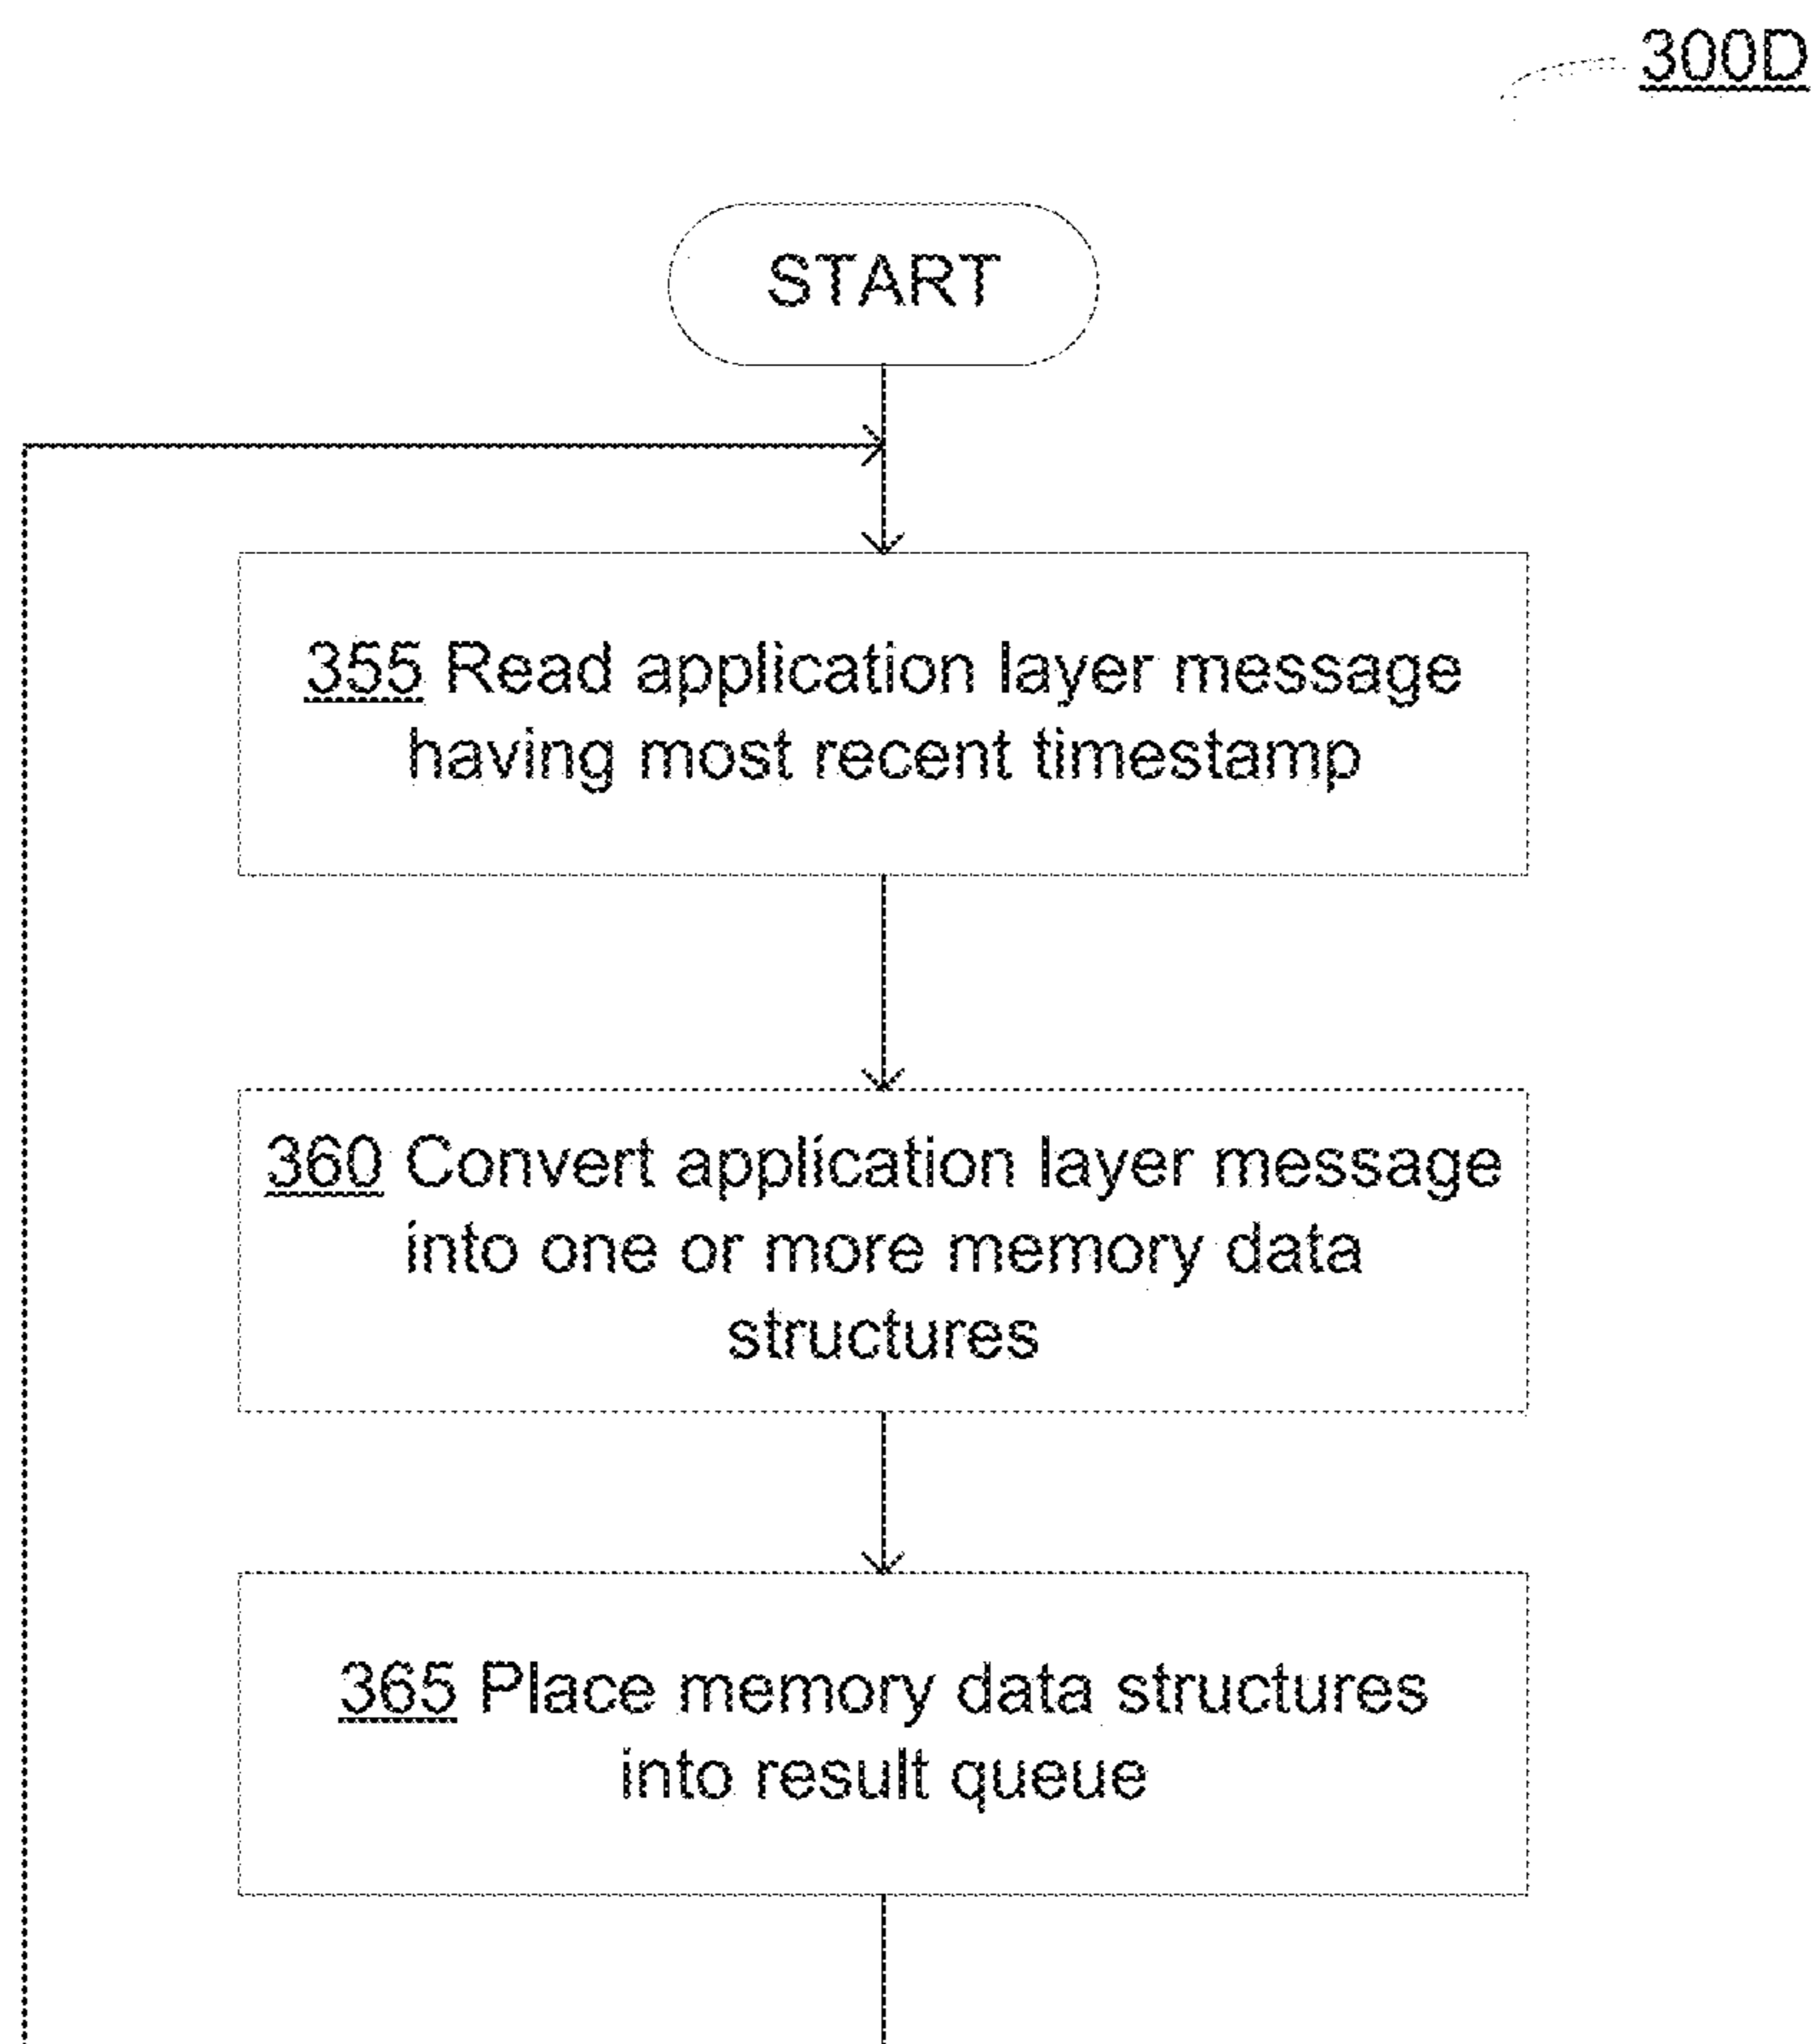 300D
START
355 Read application layer message
having most recent timestamp
360 Convert application layer message
into one or more memory data
structures
365 Place memory data structures
into result queue